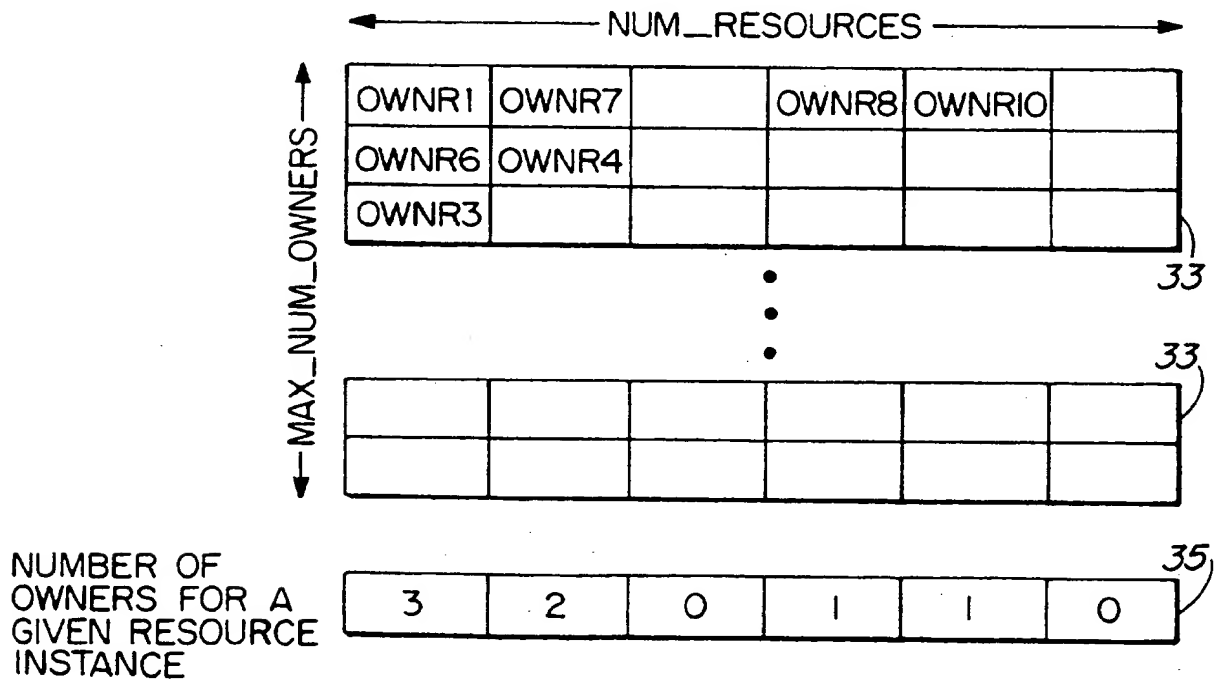 NUM_RESOURCES
MAX_NUM_OWNERS
OWNR1 OWNR7 OWNR8 OWNR10
OWNR6 OWNR4
OWNR3
33
33
NUMBER OF
OWNERS FOR A
GIVEN RESOURCE
INSTANCE
3 2 0 1 1 0
35